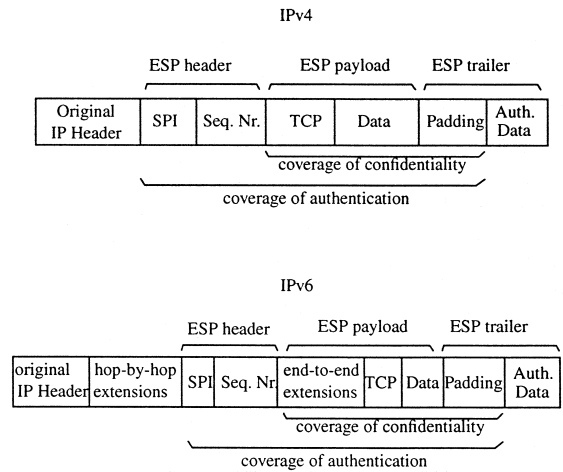 IPv4
ESP header ESP payload ESP trailer
Original
IP Header
SPI
Seq. Nr.
TCP
Data
Padding
Auth.
Data
coverage of confidentiality
coverage of authentication
IPv6
ESP header ESP payload ESP trailer
original
IP Header
hop-by-hop
extensions
SPI
Seq. Nr.
end-to-end
extensions
TCP
Data
Padding
Auth.
Data
coverage of confidentiality
coverage of authentication